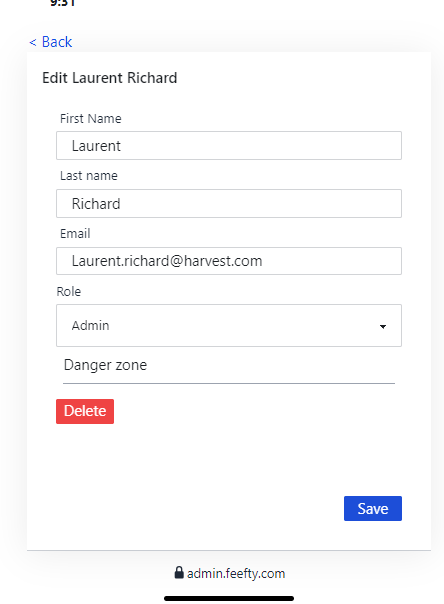 9:31
< Back
Edit Laurent Richard
First Name
Laurent
Last name
Richard
Email
Laurent.richard@harvest.com
Role
Admin
Danger zone
Delete
Save
admin.feefty.com